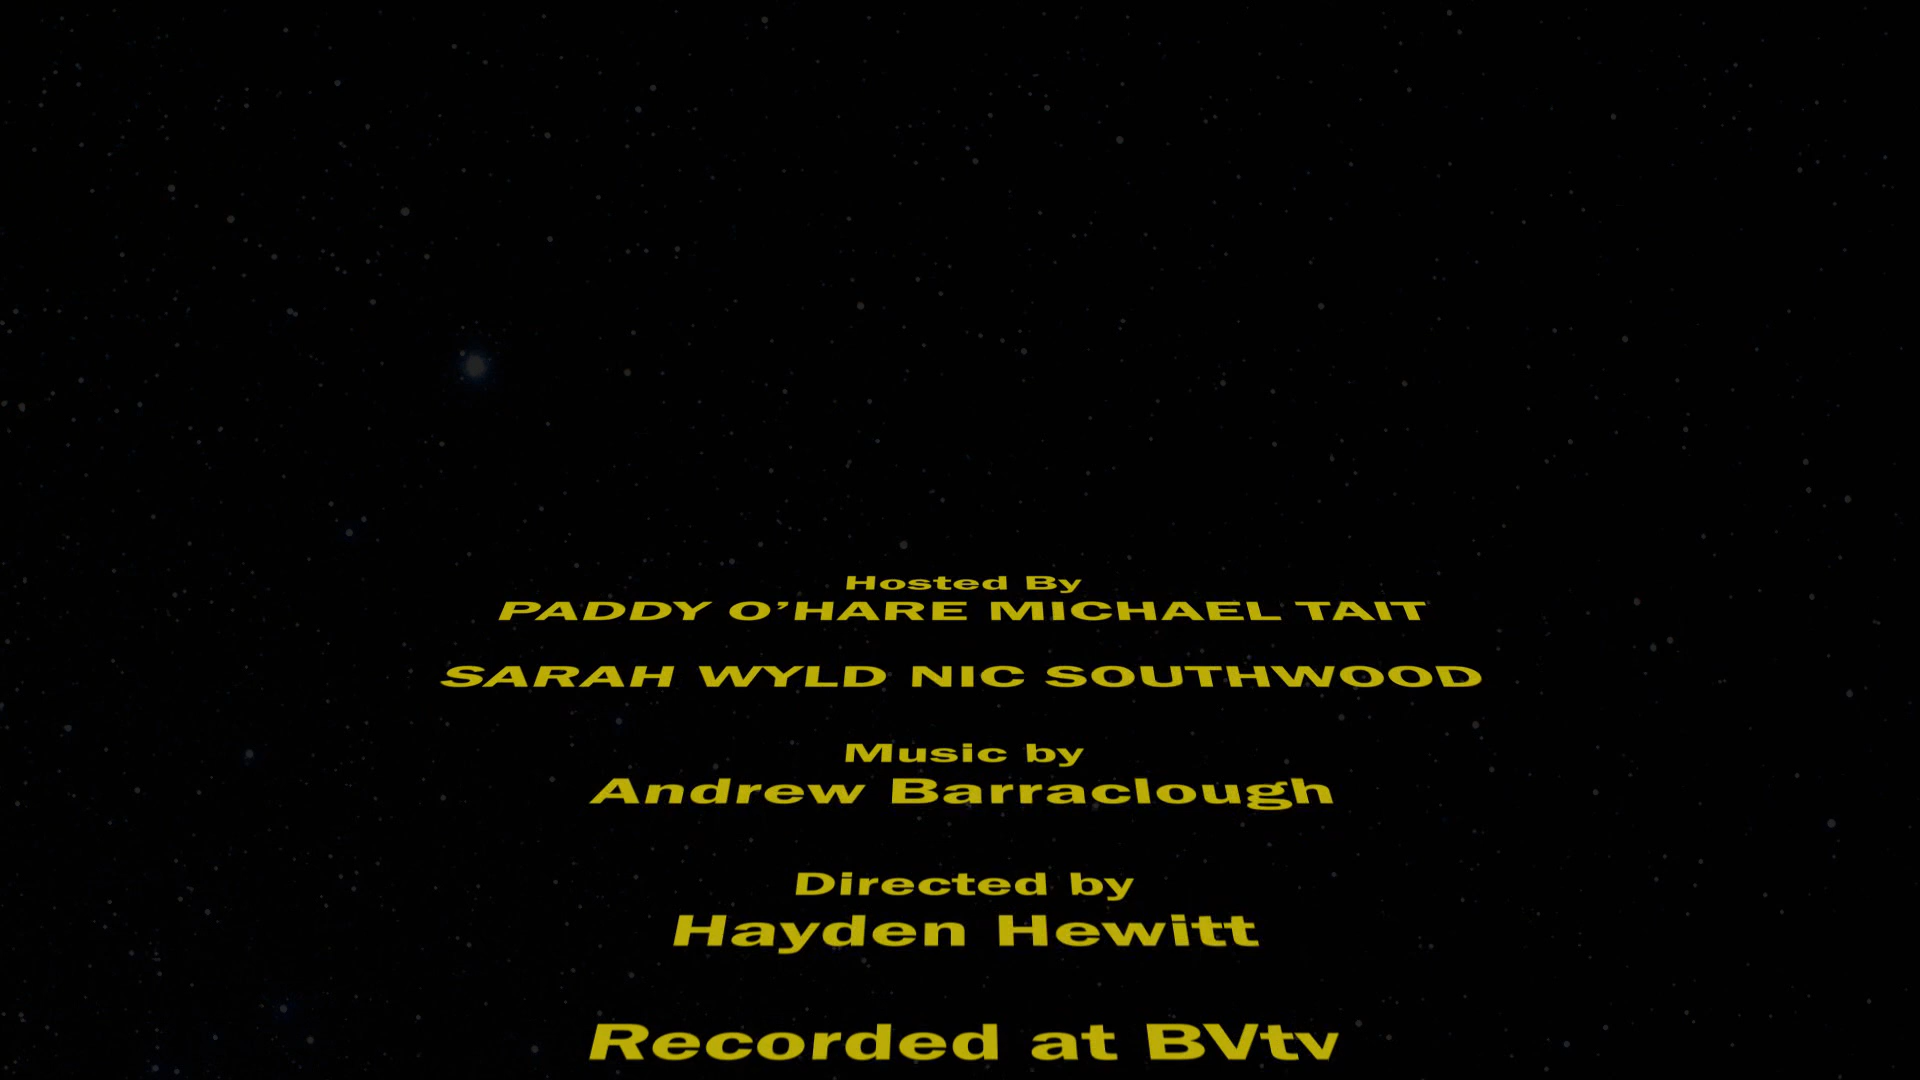 Hosted By
PADDY O’HARE MICHAEL TAIT
SARAH WYLD NIC SOUTHWOOD
Music by
Andrew Barraclough
Directed by
Hayden Hewitt
Recorded at BVtv